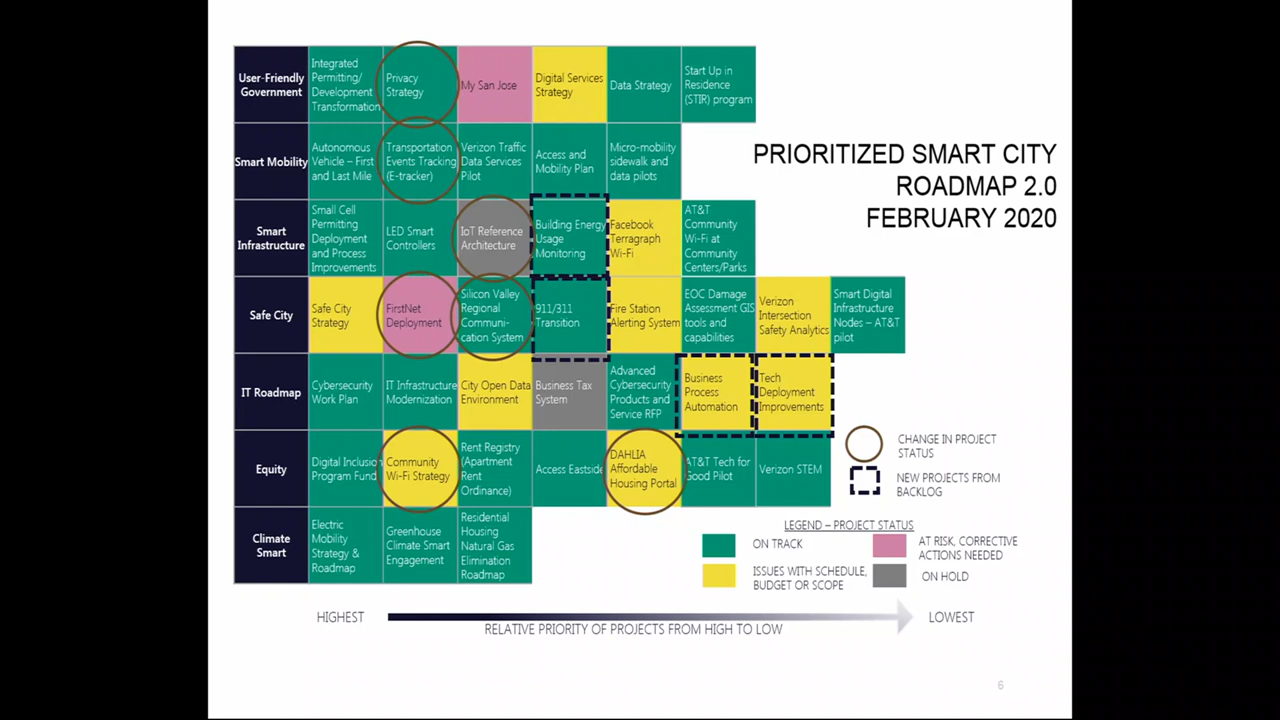 PRIORITIZED SMART CITY
ROADMAP 2.0
FEBRUARY 2020
User-Friendly
Government
Integrated
Permitting/
Development
Transformation
Privacy
Strategy
My San Jose
Digital Services
Strategy
Data Strategy
Start Up in
Residence
(STIR) program
Smart Mobility
Autonomous
Vehicle – First
and Last Mile
Transportation
Events Tracking
(E-tracker)
Verizon Traffic
Data Services
Pilot
Access and
Mobility Plan
Micro-mobility
sidewalk and
data pilots
Smart
Infrastructure
Small Cell
Permitting
Deployment
and Process
Improvements
LED Smart
Controllers
IoT Reference
Architecture
Building Energy
Usage
Monitoring
Facebook
Terragraph
Wi-Fi
AT&T
Community
Wi-Fi at
Community
Centers/Parks
Safe City
Safe City
Strategy
FirstNet
Deployment
Silicon Valley
Regional
Communi-
cation System
911/311
Transition
Fire Station
Alerting System
EOC Damage
Assessment GIS
tools and
capabilities
Verizon
Intersection
Safety Analytics
Smart Digital
Infrastructure
Nodes – AT&T
pilot
IT Roadmap
Cybersecurity
Work Plan
IT Infrastructure
Modernization
City Open Data
Environment
Business Tax
System
Advanced
Cybersecurity
Products and
Service RFP
Business
Process
Automation
Tech
Deployment
Improvements
Equity
Digital Inclusion
Program Fund
Community
Wi-Fi Strategy
Rent Registry
(Apartment
Rent
Ordinance)
Access Eastside
DAHLIA
Affordable
Housing Portal
AT&T Tech for
Good Pilot
Verizon STEM
Climate
Smart
Electric
Mobility
Strategy &
Roadmap
Greenhouse
Climate Smart
Engagement
Residential
Housing
Natural Gas
Elimination
Roadmap
CHANGE IN PROJECT
STATUS
NEW PROJECTS FROM
BACKLOG
LEGEND – PROJECT STATUS
ON TRACK
AT RISK, CORRECTIVE
ACTIONS NEEDED
ISSUES WITH SCHEDULE,
BUDGET OR SCOPE
ON HOLD
HIGHEST
LOWEST
RELATIVE PRIORITY OF PROJECTS FROM HIGH TO LOW
6